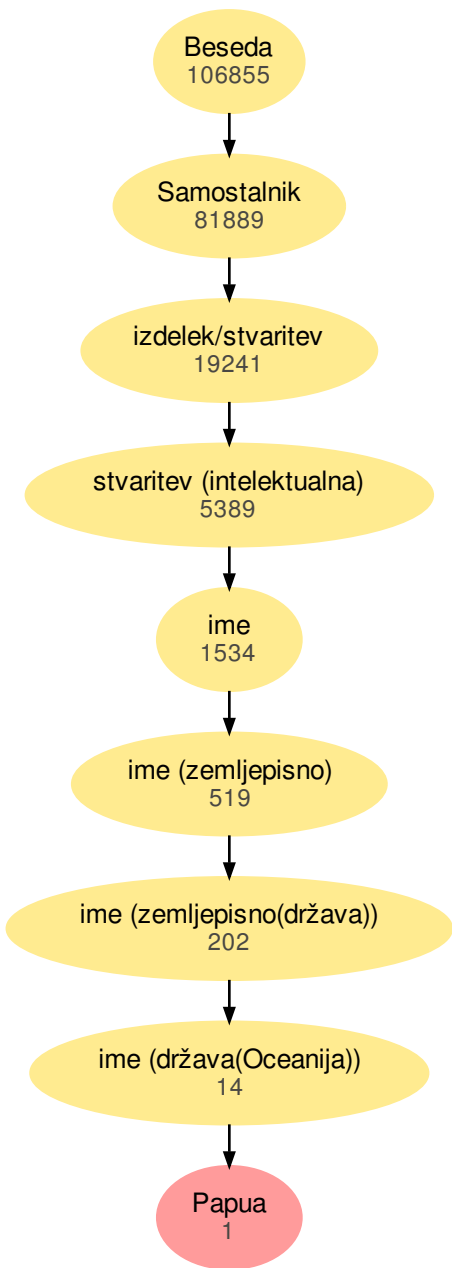 Beseda
106855
Samostalnik
81889
izdelek/stvaritev
19241
stvaritev (intelektualna)
5389
ime
1534
ime (zemljepisno)
519
ime (zemljepisno(država))
202
ime (država(Oceanija))
14
Papua
1